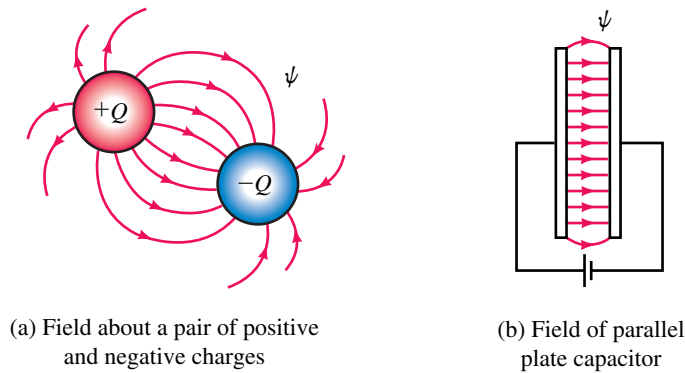 ψ
+Q
−Q
(a) Field about a pair of positive
and negative charges
ψ
(b) Field of parallel
plate capacitor